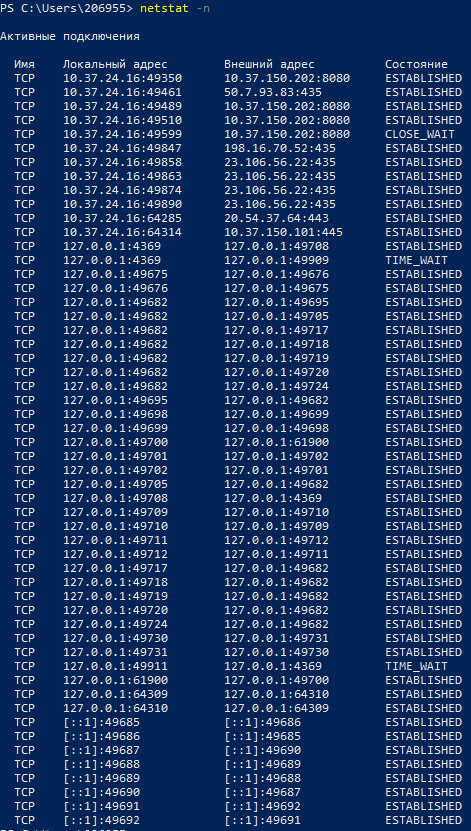 PS C:\Users\206955> netstat -n
Активные подключения
Имя Локальный адрес Внешний адрес Состояние
TCP 10.37.24.16:49350 10.37.150.202:8080 ESTABLISHED
TCP 10.37.24.16:49461 50.7.93.83:435 ESTABLISHED
TCP 10.37.24.16:49489 10.37.150.202:8080 ESTABLISHED
TCP 10.37.24.16:49510 10.37.150.202:8080 ESTABLISHED
TCP 10.37.24.16:49599 10.37.150.202:8080 CLOSE_WAIT
TCP 10.37.24.16:49847 198.16.70.52:435 ESTABLISHED
TCP 10.37.24.16:49858 23.106.56.22:435 ESTABLISHED
TCP 10.37.24.16:49863 23.106.56.22:435 ESTABLISHED
TCP 10.37.24.16:49874 23.106.56.22:435 ESTABLISHED
TCP 10.37.24.16:49890 23.106.56.22:435 ESTABLISHED
TCP 10.37.24.16:64285 20.54.37.64:443 ESTABLISHED
TCP 10.37.24.16:64314 10.37.150.101:445 ESTABLISHED
TCP 127.0.0.1:4369 127.0.0.1:49708 ESTABLISHED
TCP 127.0.0.1:4369 127.0.0.1:49909 TIME_WAIT
TCP 127.0.0.1:49675 127.0.0.1:49676 ESTABLISHED
TCP 127.0.0.1:49676 127.0.0.1:49675 ESTABLISHED
TCP 127.0.0.1:49682 127.0.0.1:49695 ESTABLISHED
TCP 127.0.0.1:49682 127.0.0.1:49705 ESTABLISHED
TCP 127.0.0.1:49682 127.0.0.1:49717 ESTABLISHED
TCP 127.0.0.1:49682 127.0.0.1:49718 ESTABLISHED
TCP 127.0.0.1:49682 127.0.0.1:49719 ESTABLISHED
TCP 127.0.0.1:49682 127.0.0.1:49720 ESTABLISHED
TCP 127.0.0.1:49682 127.0.0.1:49724 ESTABLISHED
TCP 127.0.0.1:49695 127.0.0.1:49682 ESTABLISHED
TCP 127.0.0.1:49698 127.0.0.1:49699 ESTABLISHED
TCP 127.0.0.1:49699 127.0.0.1:49698 ESTABLISHED
TCP 127.0.0.1:49700 127.0.0.1:61900 ESTABLISHED
TCP 127.0.0.1:49701 127.0.0.1:49702 ESTABLISHED
TCP 127.0.0.1:49702 127.0.0.1:49701 ESTABLISHED
TCP 127.0.0.1:49705 127.0.0.1:49682 ESTABLISHED
TCP 127.0.0.1:49708 127.0.0.1:4369 ESTABLISHED
TCP 127.0.0.1:49709 127.0.0.1:49710 ESTABLISHED
TCP 127.0.0.1:49710 127.0.0.1:49709 ESTABLISHED
TCP 127.0.0.1:49711 127.0.0.1:49712 ESTABLISHED
TCP 127.0.0.1:49712 127.0.0.1:49711 ESTABLISHED
TCP 127.0.0.1:49717 127.0.0.1:49682 ESTABLISHED
TCP 127.0.0.1:49718 127.0.0.1:49682 ESTABLISHED
TCP 127.0.0.1:49719 127.0.0.1:49682 ESTABLISHED
TCP 127.0.0.1:49720 127.0.0.1:49682 ESTABLISHED
TCP 127.0.0.1:49724 127.0.0.1:49682 ESTABLISHED
TCP 127.0.0.1:49730 127.0.0.1:49731 ESTABLISHED
TCP 127.0.0.1:49731 127.0.0.1:49730 ESTABLISHED
TCP 127.0.0.1:49911 127.0.0.1:4369 TIME_WAIT
TCP 127.0.0.1:61900 127.0.0.1:49700 ESTABLISHED
TCP 127.0.0.1:64309 127.0.0.1:64310 ESTABLISHED
TCP 127.0.0.1:64310 127.0.0.1:64309 ESTABLISHED
TCP [::1]:49685 [::1]:49686 ESTABLISHED
TCP [::1]:49686 [::1]:49685 ESTABLISHED
TCP [::1]:49687 [::1]:49690 ESTABLISHED
TCP [::1]:49688 [::1]:49689 ESTABLISHED
TCP [::1]:49689 [::1]:49688 ESTABLISHED
TCP [::1]:49690 [::1]:49687 ESTABLISHED
TCP [::1]:49691 [::1]:49692 ESTABLISHED
TCP [::1]:49692 [::1]:49691 ESTABLISHED